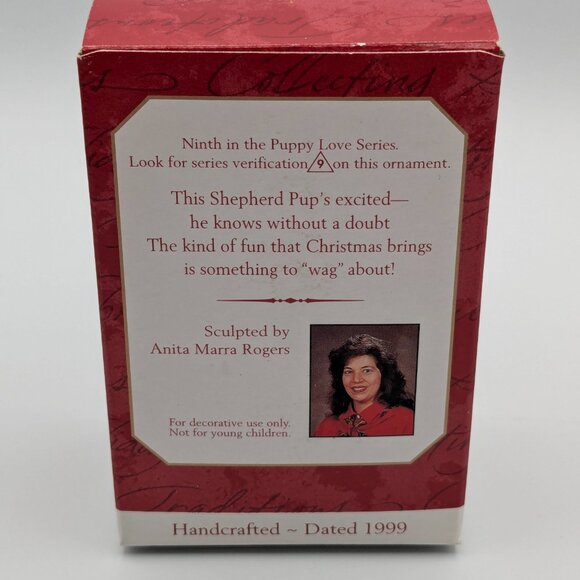 Collecting
Ninth in the Puppy Love Series.
Look for series verification 9 on this ornament.
This Shepherd Pup's excited—
he knows without a doubt
The kind of fun that Christmas brings
is something to "wag" about!
Sculpted by
Anita Marra Rogers
For decorative use only.
Not for young children.
Traditions
Handcrafted ~ Dated 1999